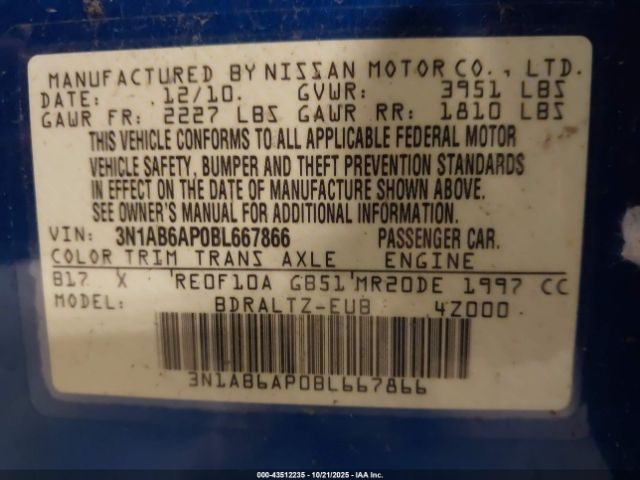 MANUFACTURED BY NISSAN MOTOR CO., LTD.
DATE: 12/10. GVWR: 3951 LBS
GAWR FR: 2227 LBS GAWR RR: 1810 LBS
THIS VEHICLE CONFORMS TO ALL APPLICABLE FEDERAL MOTOR
VEHICLE SAFETY, BUMPER AND THEFT PREVENTION STANDARDS
IN EFFECT ON THE DATE OF MANUFACTURE SHOWN ABOVE.
SEE OWNER'S MANUAL FOR ADDITIONAL INFORMATION.
VIN: 3N1AB6AP0BL667866 PASSENGER CAR.
COLOR TRIM TRANS AXLE ENGINE
B17 X 'RE0F10A GB51'MR20DE 1997 CC
MODEL: BDRALTZ-EUB 4Z000.
3N1AB6AP0BL667866
000-43512235 - 10/21/2025 - IAA Inc.